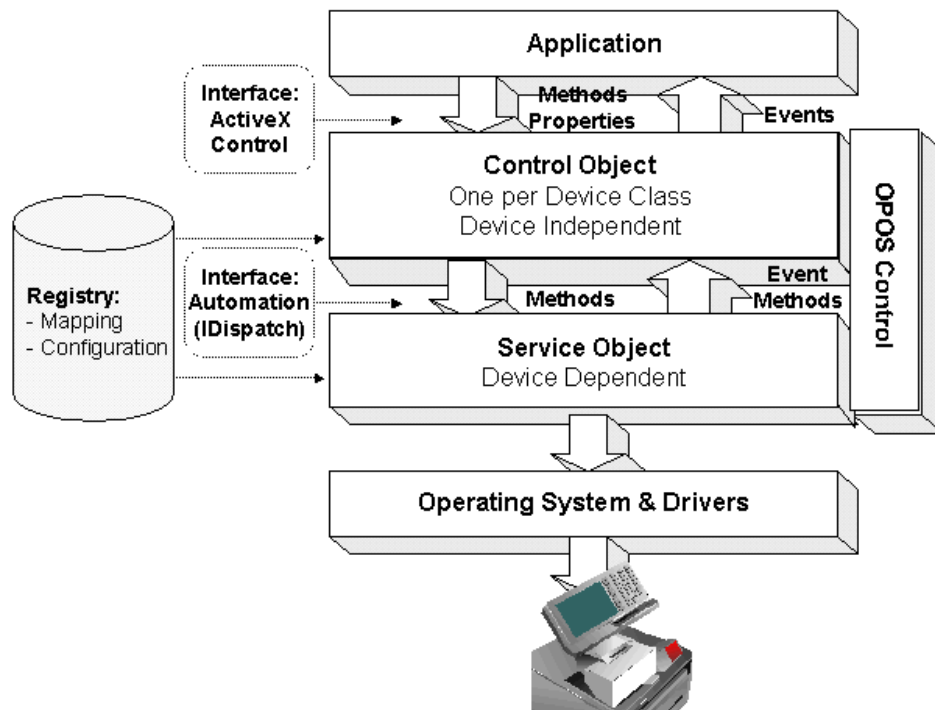 Application
Interface:
ActiveX
Control
Methods
Properties
Events
Control Object
One per Device Class
Device Independent
OPOS Control
Registry:
- Mapping
- Configuration
Interface:
Automation
(IDispatch)
Methods
Event
Methods
Service Object
Device Dependent
Operating System & Drivers